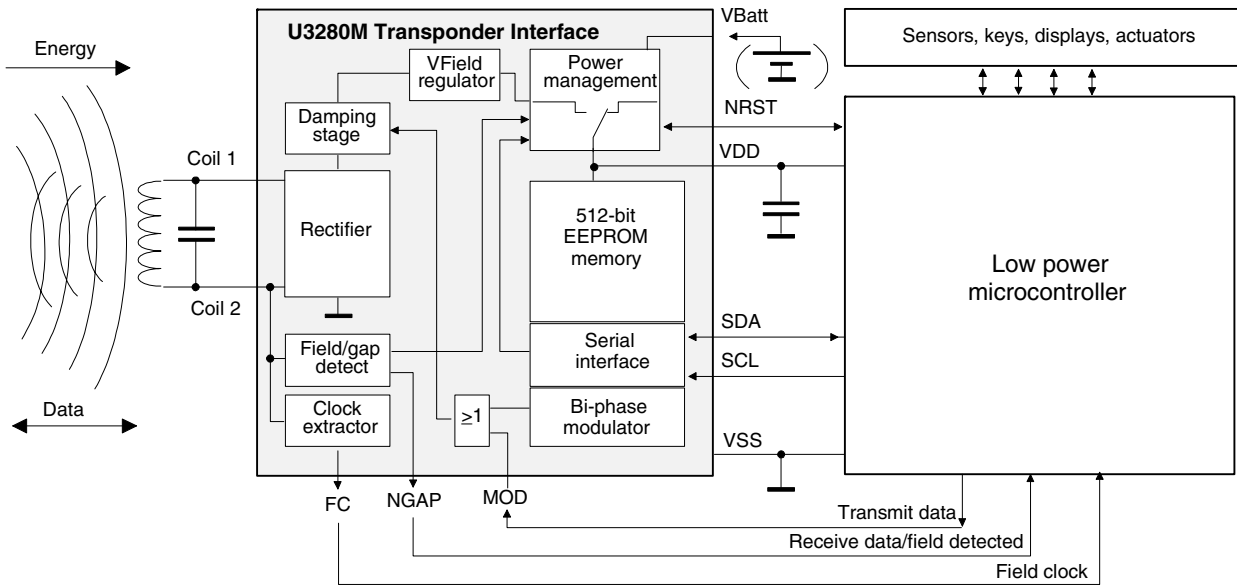 Energy
U3280M Transponder Interface
VBatt
Sensors, keys, displays, actuators
VField
regulator
Power
management
Damping
stage
NRST
VDD
Coil 1
Rectifier
512-bit
EEPROM
memory
Low power
microcontroller
Coil 2
SDA
Serial
interface
SCL
Field/gap
detect
Data
Clock
extractor
≥1
Bi-phase
modulator
VSS
FC
NGAP
MOD
Transmit data
Receive data/field detected
Field clock